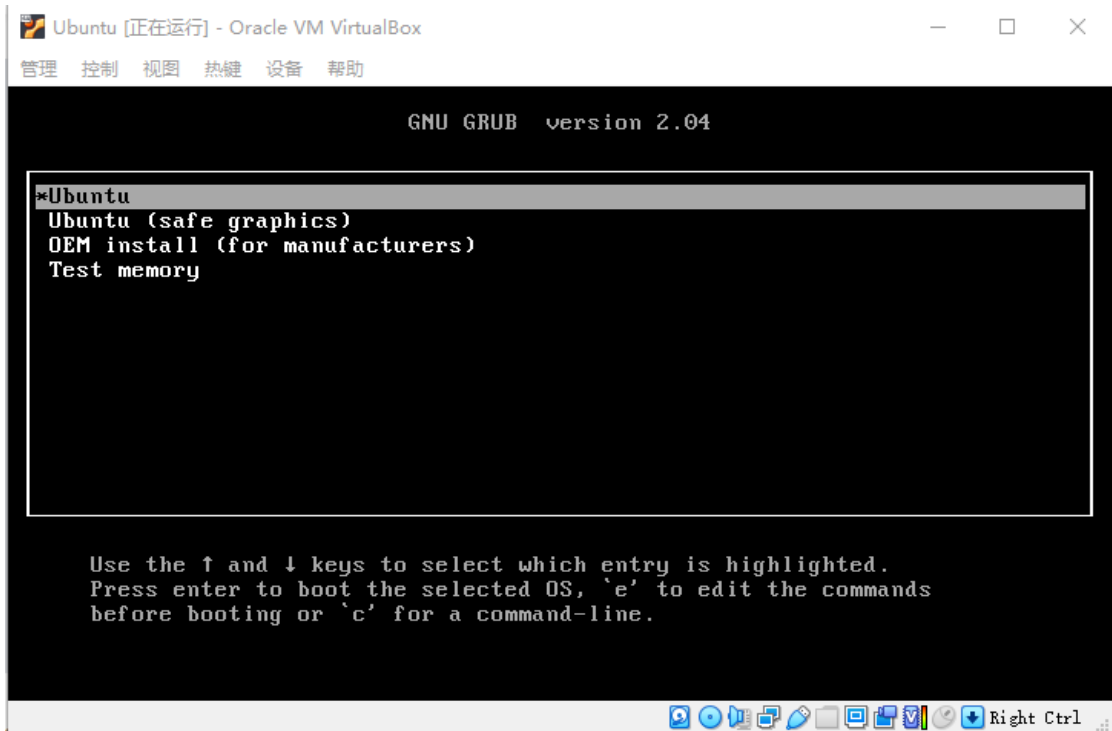 Ubuntu [正在运行] - Oracle VM VirtualBox
管理 控制 视图 热键 设备 帮助
GNU GRUB version 2.04
*Ubuntu
Ubuntu (safe graphics)
OEM install (for manufacturers)
Test memory
Use the ↑ and ↓ keys to select which entry is highlighted.
Press enter to boot the selected OS, `e' to edit the commands
before booting or `c' for a command-line.
Right Ctrl